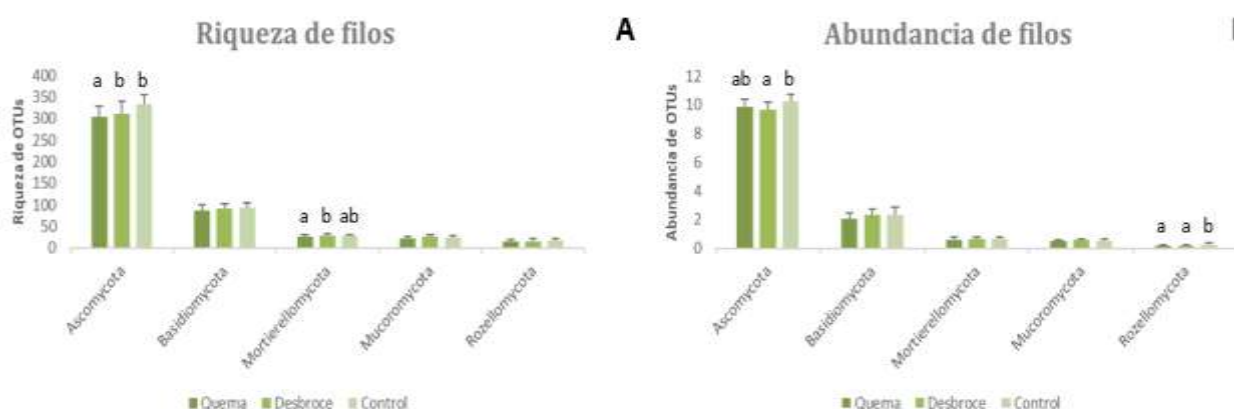 Riqueza de filos
A
Riqueza de OTUs
400
350
300
250
200
150
100
50
0
a b b
a b ab
Ascomycota
Basidiomycota
Mortierellomycota
Mucoromycota
Rozellomycota
Quema Desbroce Control
Abundancia de filos
Abundancia de OTUs
12
10
8
6
4
2
0
ab a b
a a b
Ascomycota
Basidiomycota
Mortierellomycota
Mucoromycota
Rozellomycota
Quema Desbroce Control